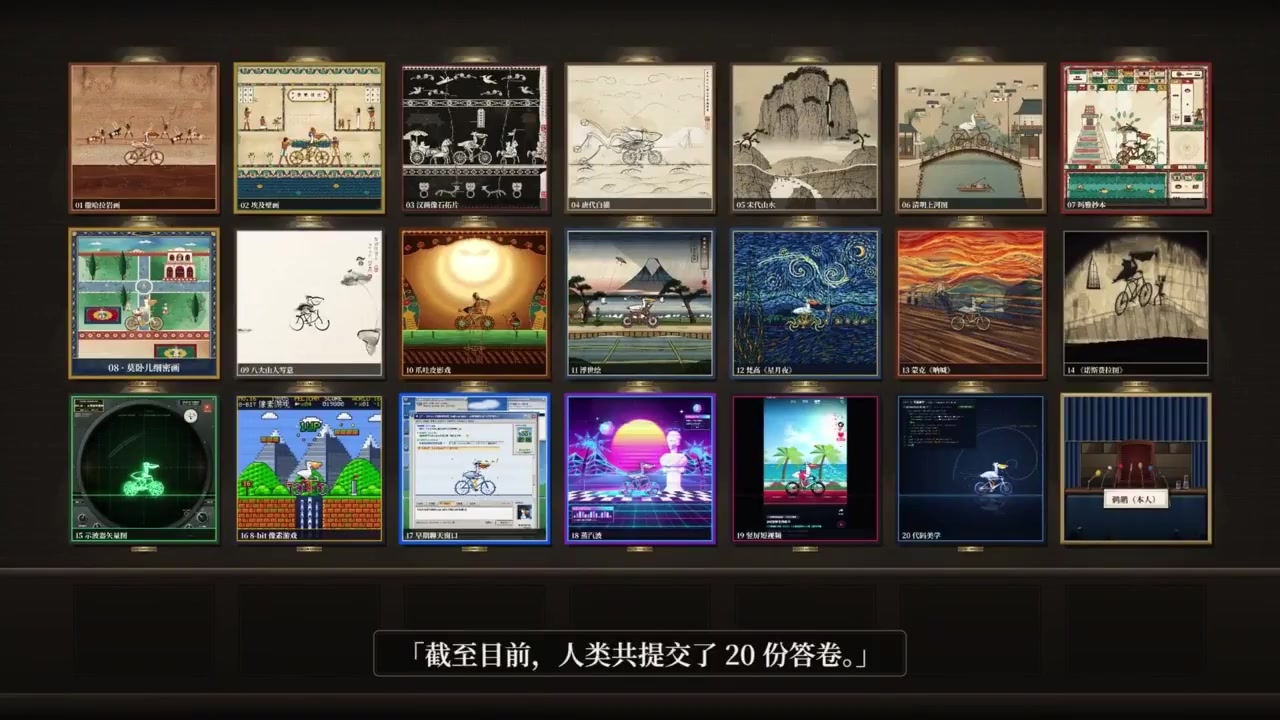 01 撒哈拉岩画
02 埃及壁画
03 汉画像石拓片
04 唐代白描
05 宋代山水
06 清明上河图
07 玛雅抄本
08 · 莫卧儿细密画
09 八大山人写意
10 爪哇皮影戏
11 浮世绘
12 梵高《星月夜》
13 蒙克《呐喊》
14 《诺斯费拉图》
15 示波器矢量图
16 8-bit 像素游戏
17 早期聊天窗口
18 蒸汽波
19 竖屏短视频
20 代码美学
鹈鹕（本人）
「截至目前，人类共提交了 20 份答卷。」